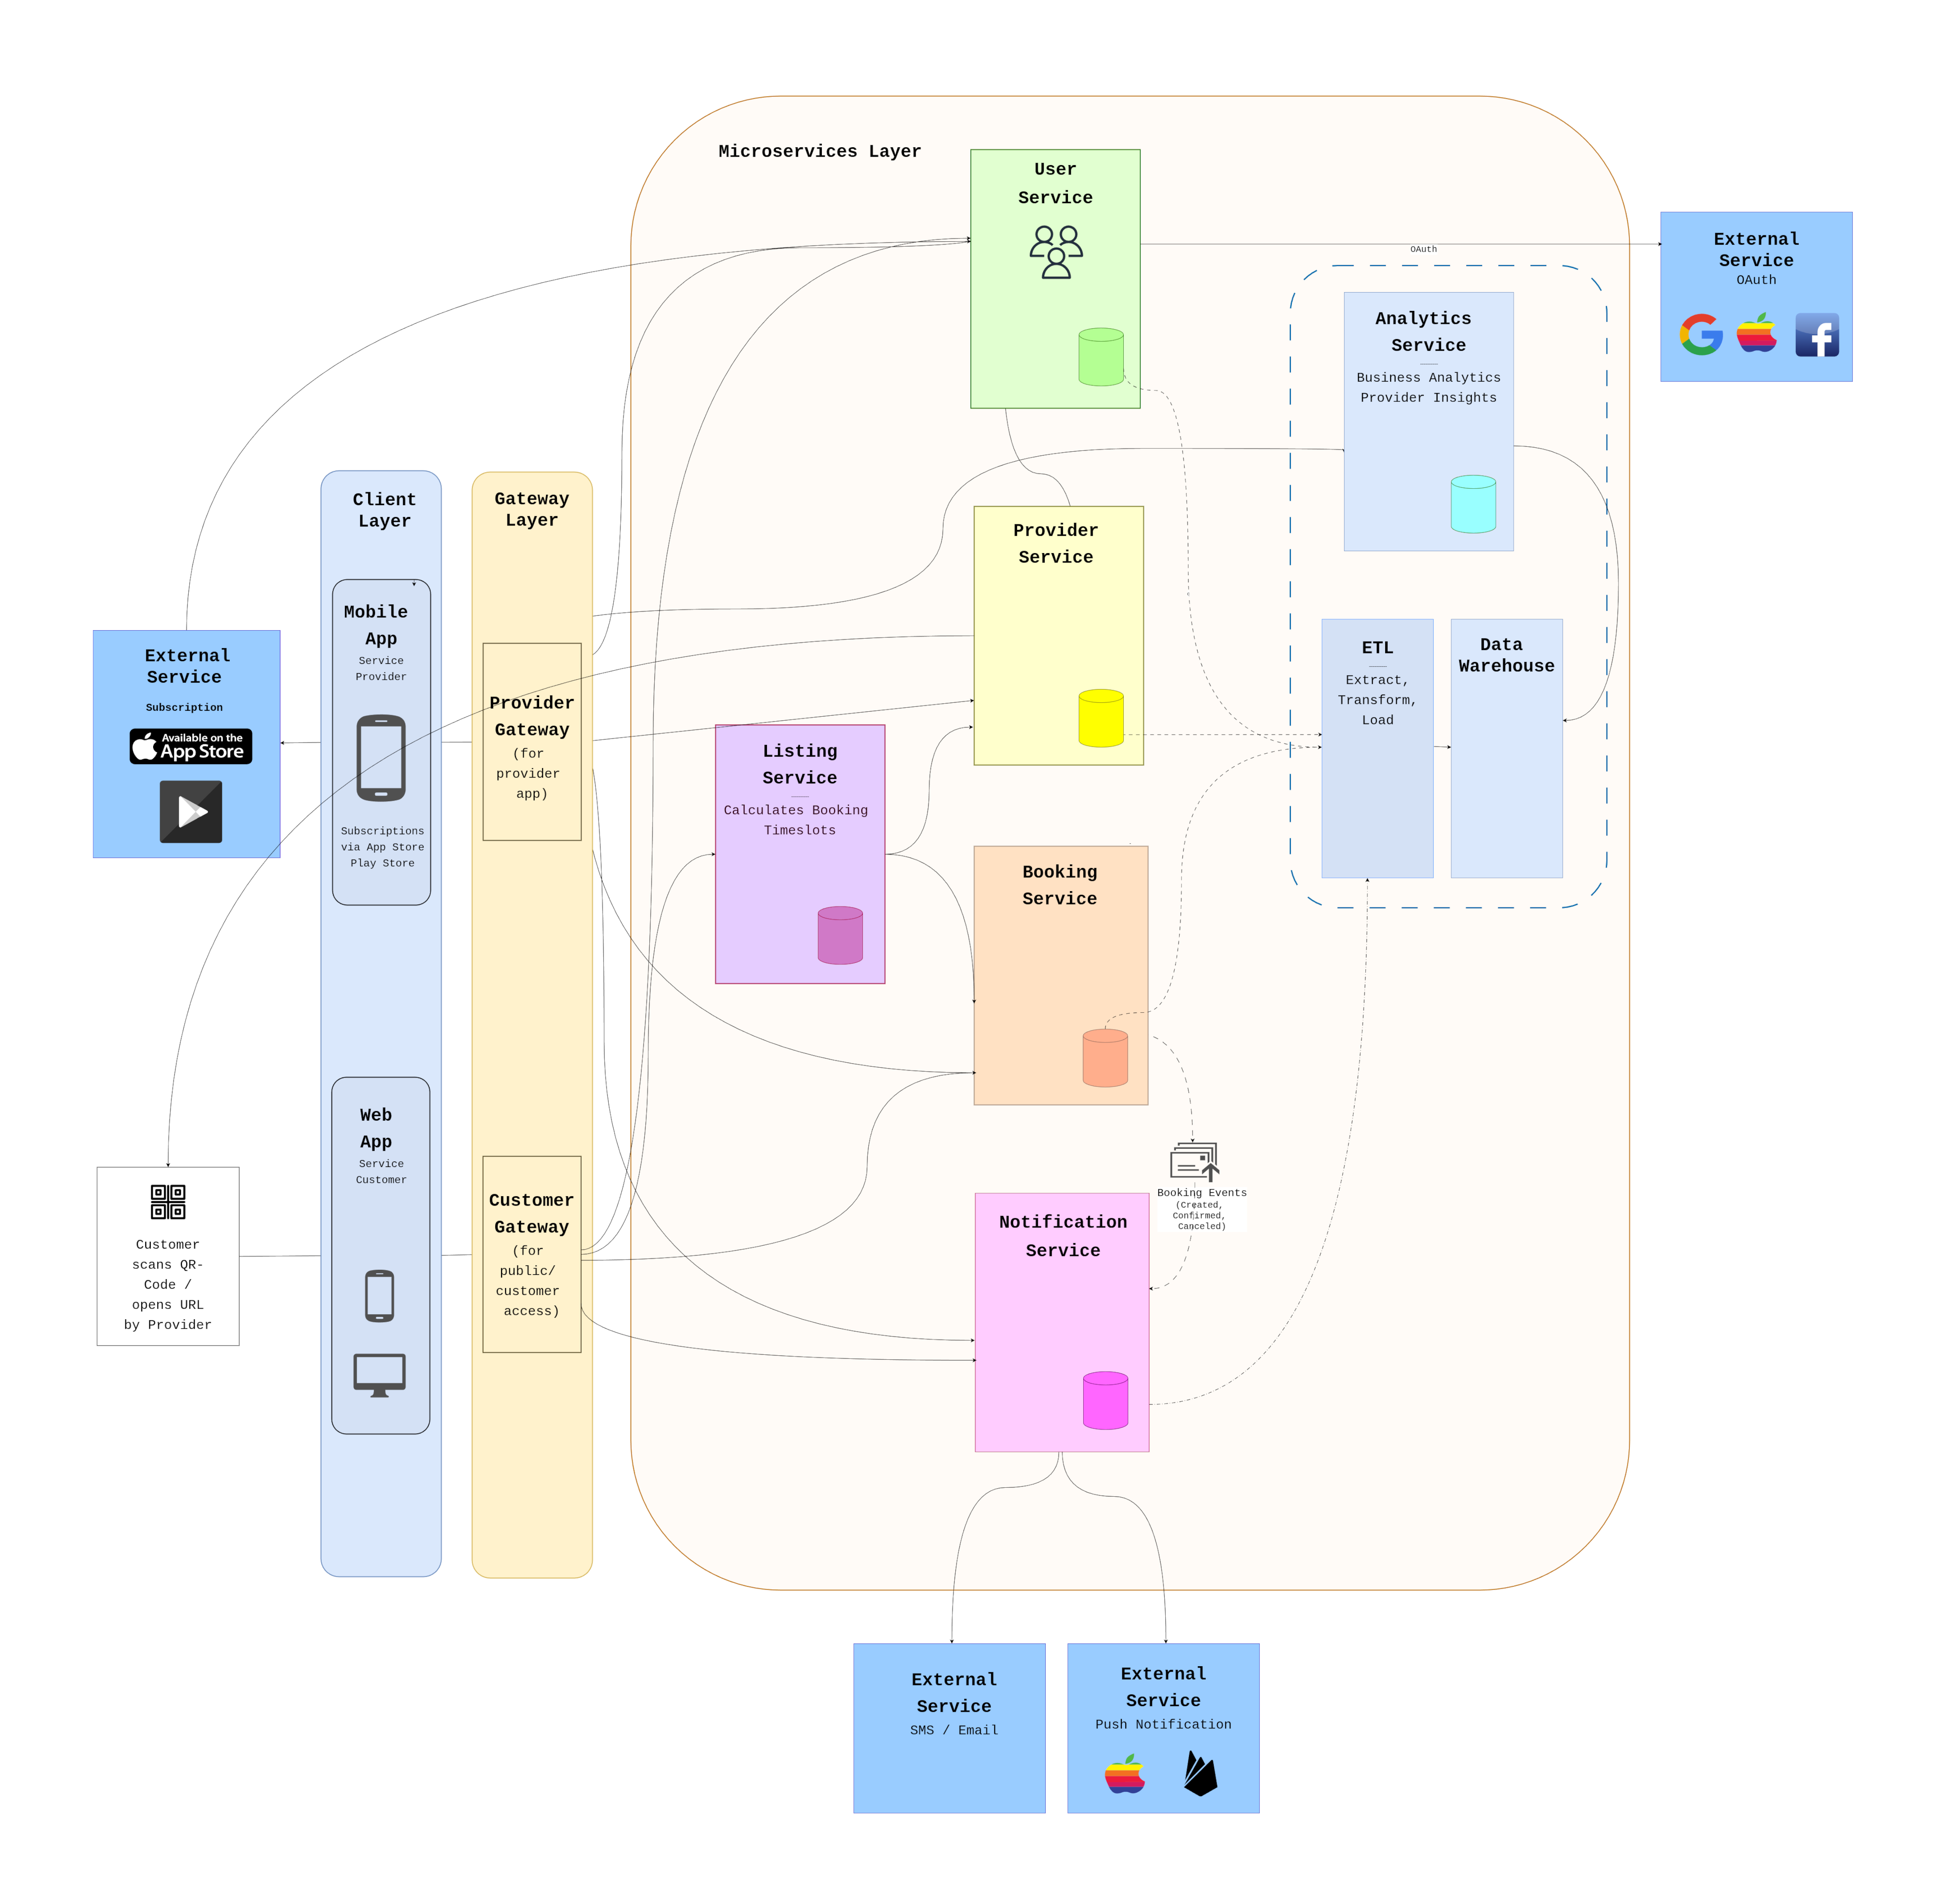 Microservices Layer
User
Service
OAuth
External
Service
OAuth
Analytics
Service
Business Analytics
Provider Insights
Client
Layer
Gateway
Layer
Provider
Service
Mobile
App
Service
Provider
Subscriptions
via App Store
Play Store
External
Service
Subscription
Available on the
App Store
Provider
Gateway
(for
provider
app)
ETL
Extract,
Transform,
Load
Data
Warehouse
Listing
Service
Calculates Booking
Timeslots
Booking
Service
Web
App
Service
Customer
Customer
Gateway
(for
public/
customer
access)
Customer
scans QR-
Code /
opens URL
by Provider
Booking Events
(Created,
Confirmed,
Canceled)
Notification
Service
External
Service
SMS / Email
External
Service
Push Notification